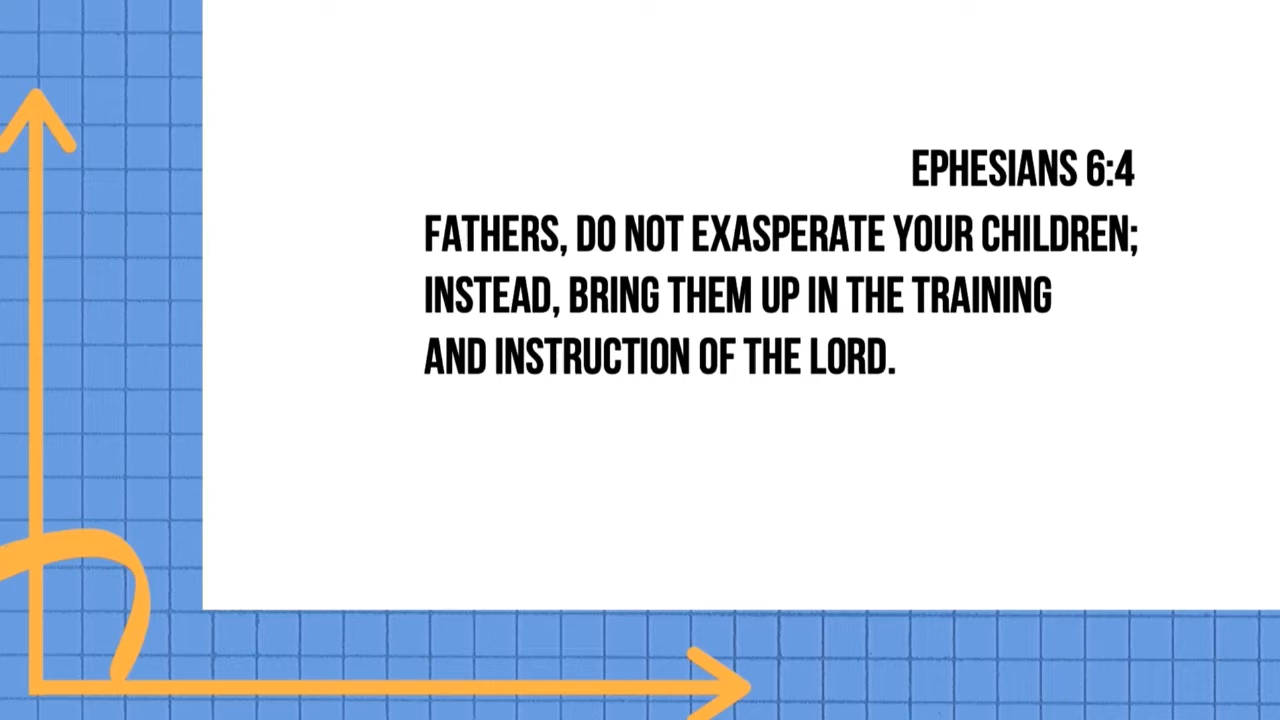 EPHESIANS 6:4
FATHERS, DO NOT EXASPERATE YOUR CHILDREN;
INSTEAD, BRING THEM UP IN THE TRAINING
AND INSTRUCTION OF THE LORD.